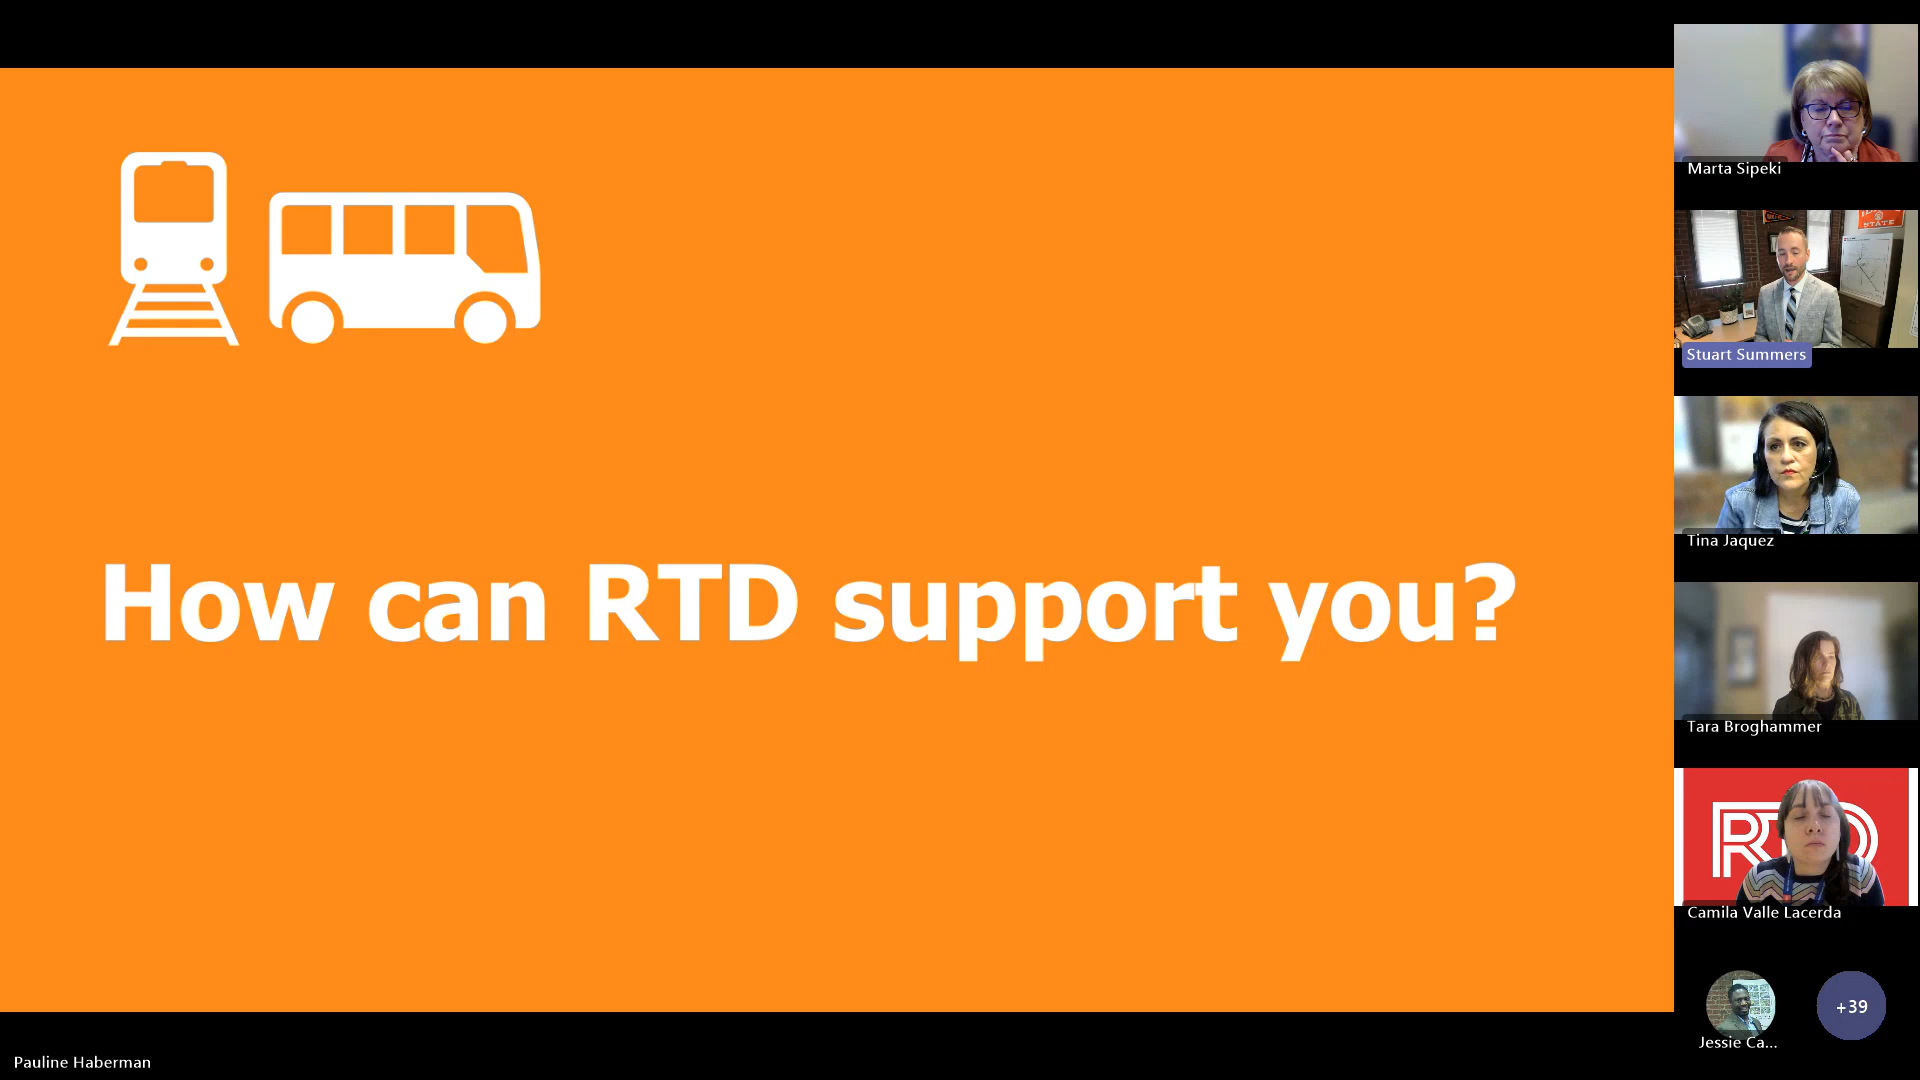 How can RTD support you?
Marta Sipeki
STATE
Stuart Summers
Tina Jaquez
Tara Broghammer
RTD
Camila Valle Lacerda
Jessie Ca...
+39
Pauline Haberman